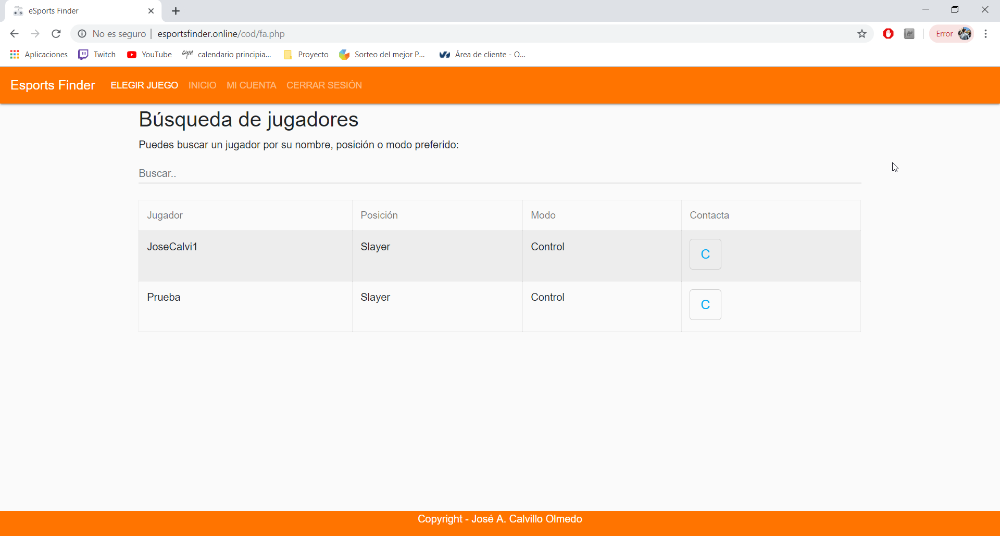 eSports Finder
No es seguro | esportsfinder.online/cod/fa.php
Error
Aplicaciones Twitch YouTube GYM calendario principia... Proyecto Sorteo del mejor P... Área de cliente - O...
Esports Finder ELEGIR JUEGO INICIO MI CUENTA CERRAR SESIÓN
Búsqueda de jugadores
Puedes buscar un jugador por su nombre, posición o modo preferido:
Buscar..
Jugador Posición Modo Contacta
JoseCalvi1 Slayer Control C
Prueba Slayer Control C
Copyright - José A. Calvillo Olmedo